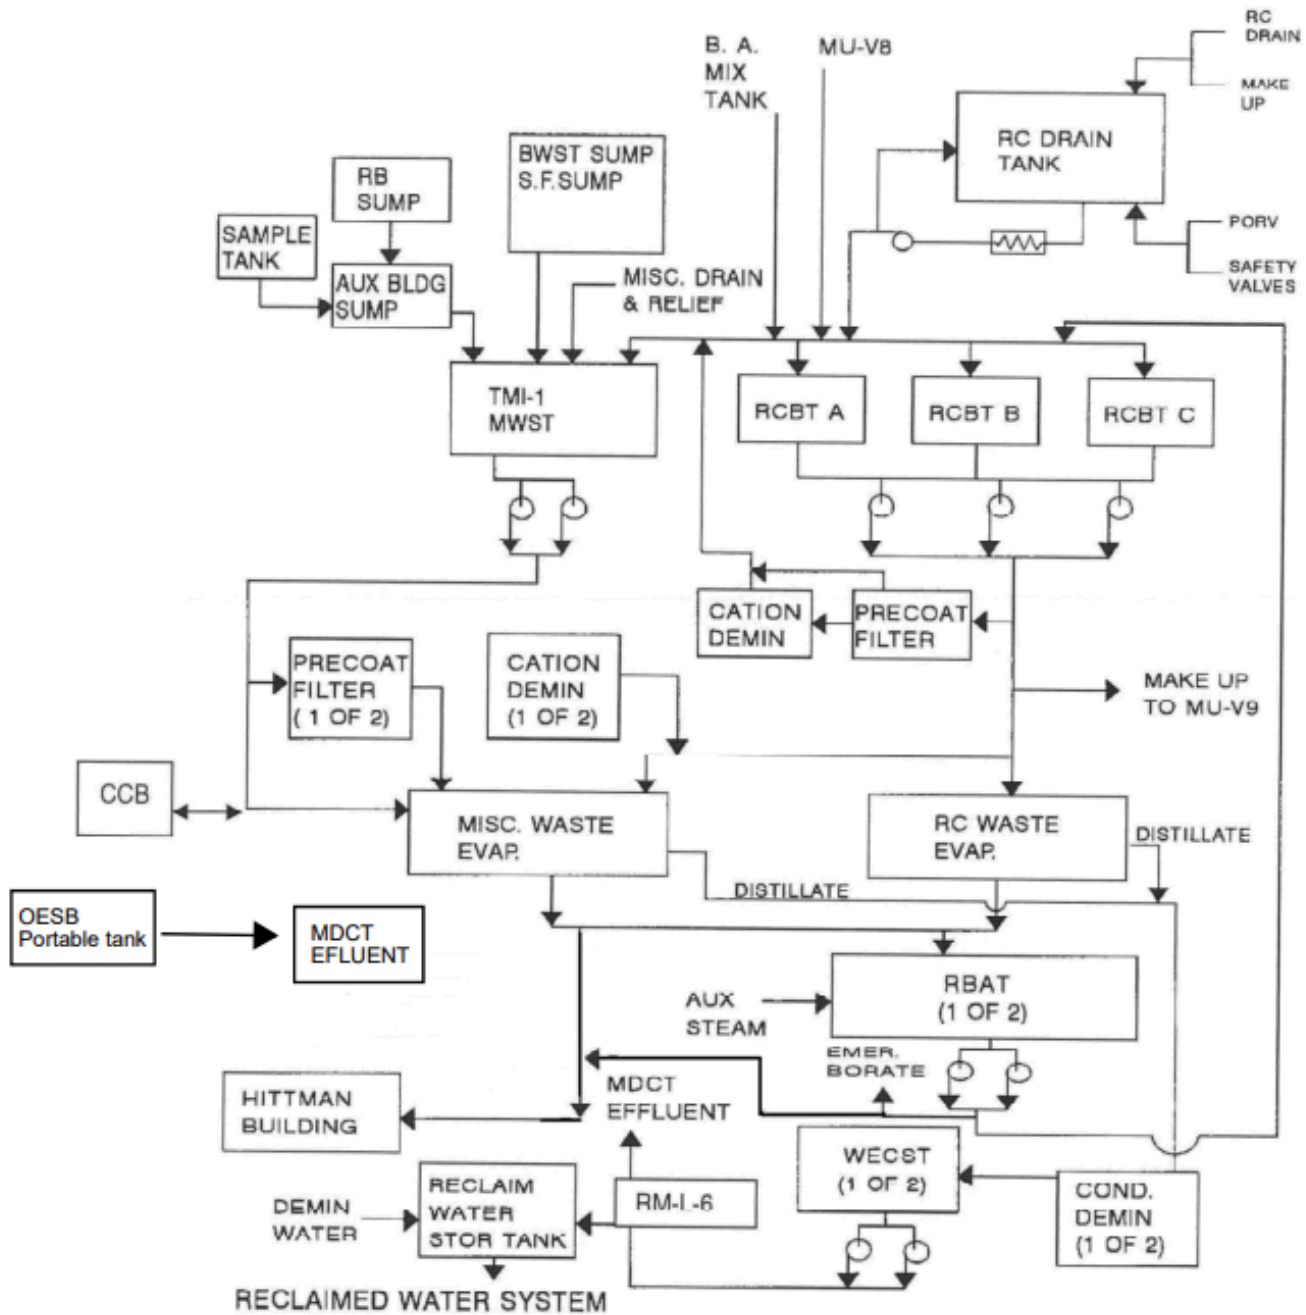 RC
DRAIN
MAKE
UP
B. A.
MIX
TANK
MU-V8
RC DRAIN
TANK
PORV
SAFETY
VALVES
BWST SUMP
S.F.SUMP
RB
SUMP
SAMPLE
TANK
AUX BLDG
SUMP
MISC. DRAIN
& RELIEF
TMI-1
MWST
RCBT A
RCBT B
RCBT C
CATION
DEMIN
PRECOAT
FILTER
PRECOAT
FILTER
( 1 OF 2)
CATION
DEMIN
(1 OF 2)
MAKE UP
TO MU-V9
CCB
MISC. WASTE
EVAP.
RC WASTE
EVAP.
DISTILLATE
DISTILLATE
OESB
Portable tank
MDCT
EFLUENT
RBAT
(1 OF 2)
AUX
STEAM
EMER.
BORATE
MDCT
EFFLUENT
HITTMAN
BUILDING
WECST
(1 OF 2)
COND.
DEMIN
(1 OF 2)
RM-L-6
RECLAIM
WATER
STOR TANK
DEMIN
WATER
RECLAIMED WATER SYSTEM